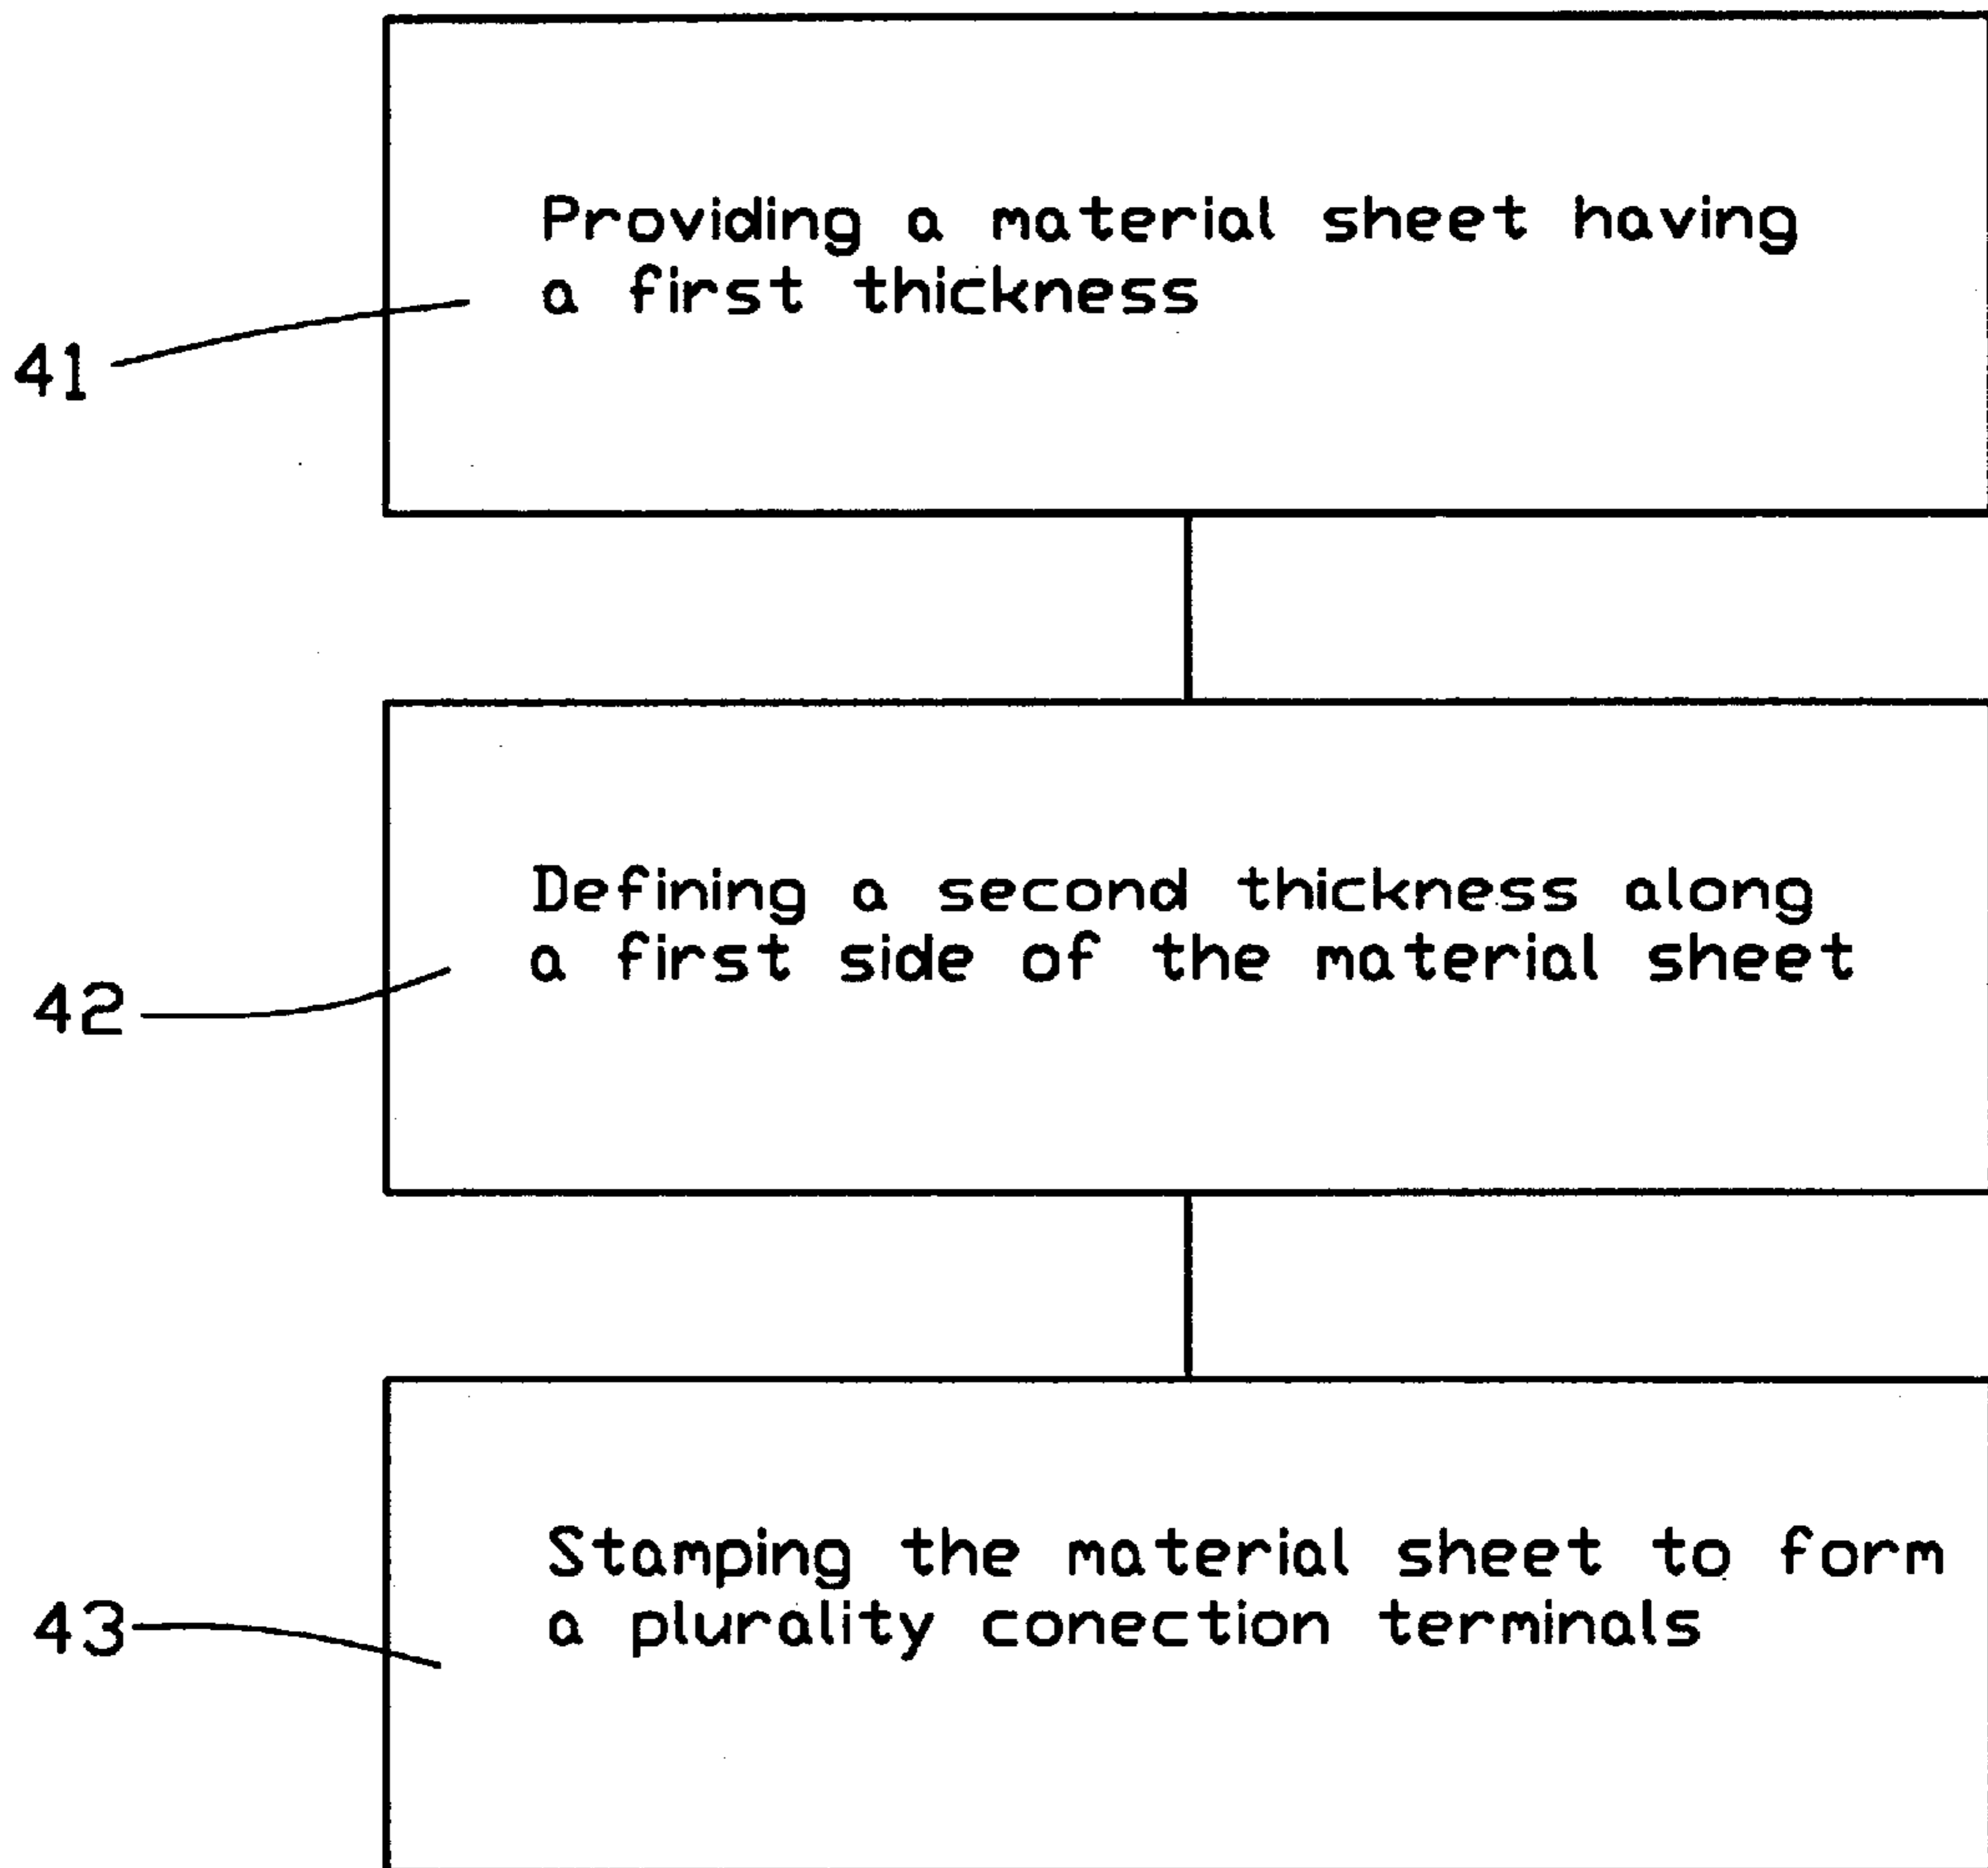 Providing a material sheet having
a first thickness
41
Defining a second thickness along
a first side of the material sheet
42
Stamping the material sheet to form
a plurality conection terminals
43